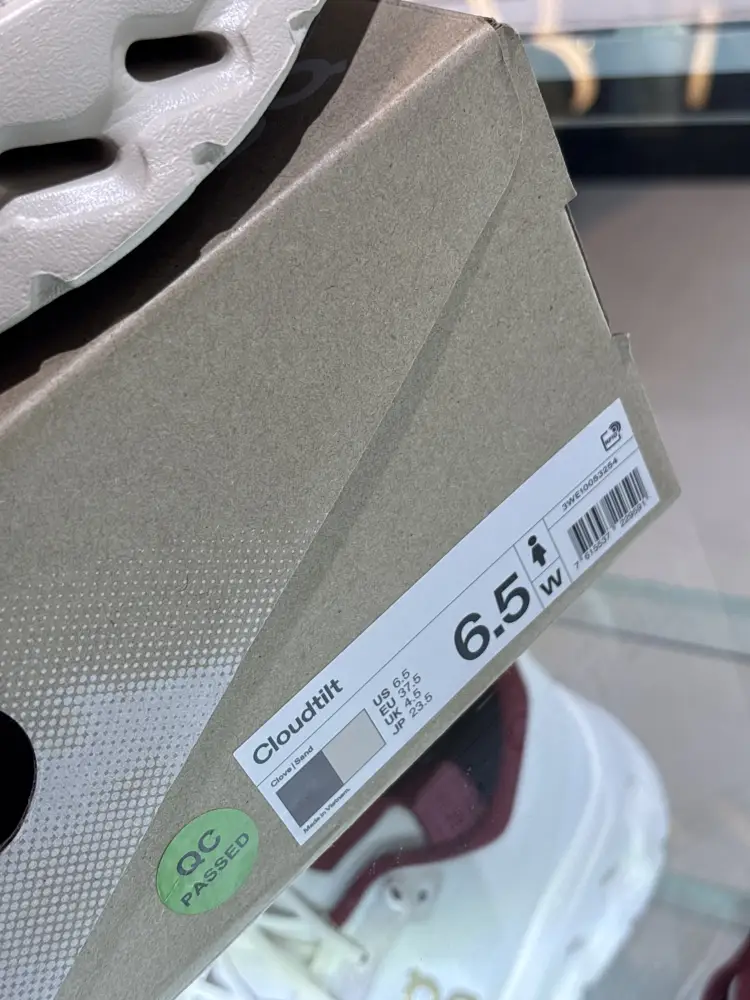 Cloudtilt
Clove | Sand
Made in Vietnam.
US 6.5
EU 37.5
UK 4.5
JP 23.5
6.5
W
3WE10053264
QC
PASSED